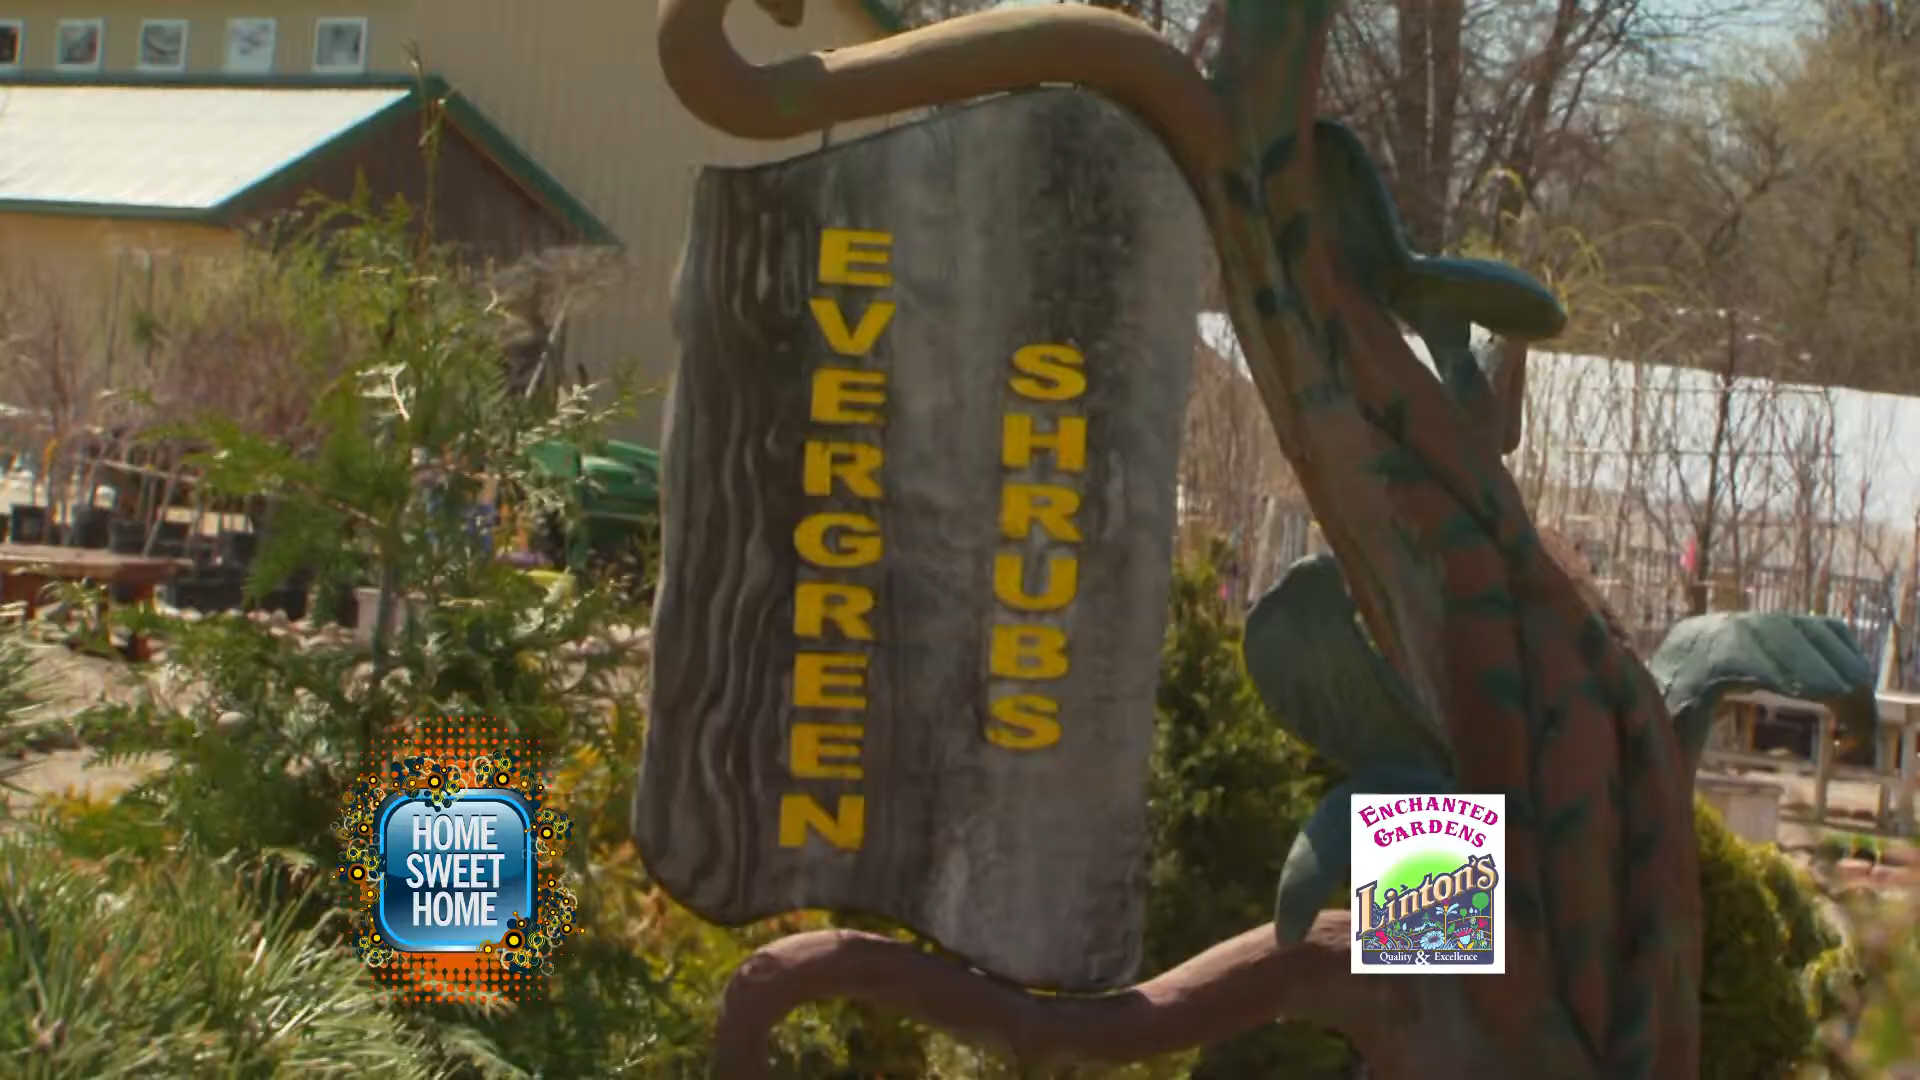 EVERGREEN
SHRUBS
HOME
SWEET
HOME
ENCHANTED
GARDENS
Linton's
Quality & Excellence